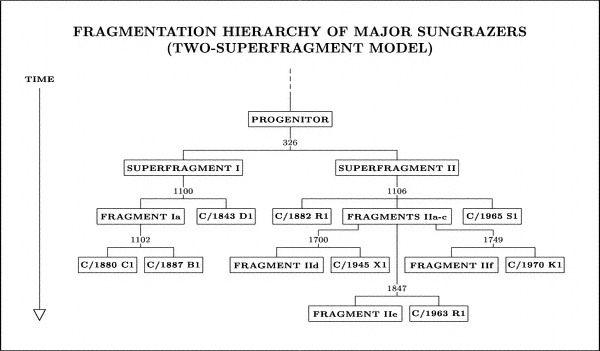 FRAGMENTATION HIERARCHY OF MAJOR SUNGRAZERS
(TWO-SUPERFRAGMENT MODEL)
TIME
PROGENITOR
326
SUPERFRAGMENT I
SUPERFRAGMENT II
1100
1106
FRAGMENT Ia
C/1843 D1
C/1882 R1
FRAGMENTS IIa-c
C/1965 S1
1102
1700
1749
C/1880 C1
C/1887 B1
FRAGMENT IId
C/1945 X1
FRAGMENT IIf
C/1970 K1
1847
FRAGMENT IIe
C/1963 R1